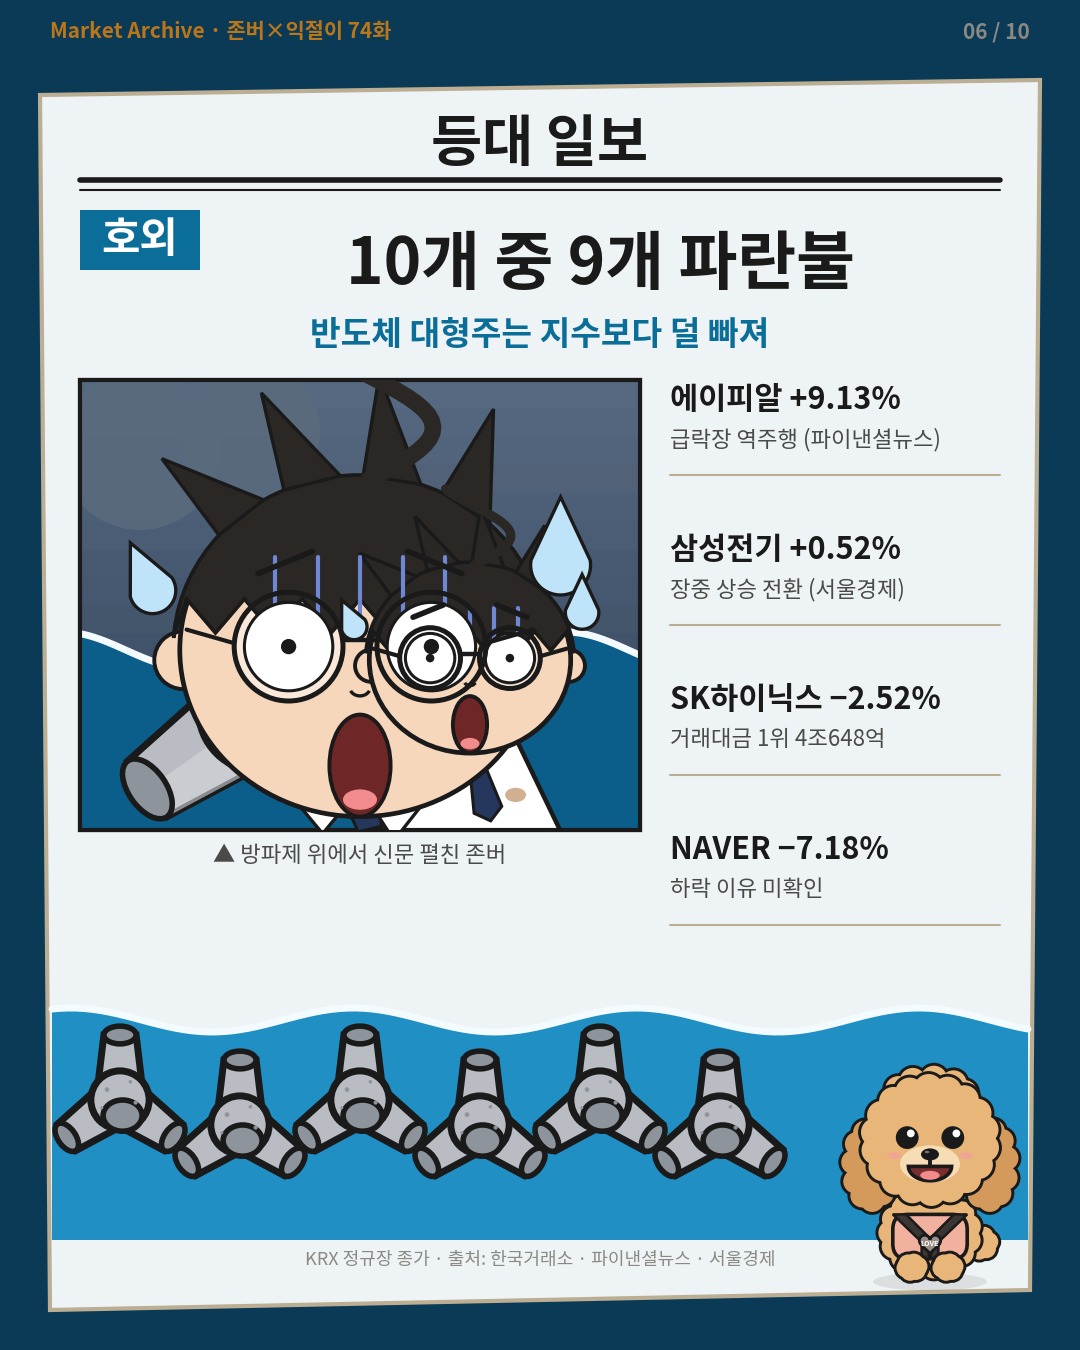 Market Archive · 존버×익절이 74화
06 / 10
등대 일보
호외
10개 중 9개 파란불
반도체 대형주는 지수보다 덜 빠져
에이피알 +9.13%
급락장 역주행 (파이낸셜뉴스)
삼성전기 +0.52%
장중 상승 전환 (서울경제)
SK하이닉스 −2.52%
거래대금 1위 4조648억
NAVER −7.18%
하락 이유 미확인
▲ 방파제 위에서 신문 펼친 존버
LOVE
KRX 정규장 종가 · 출처: 한국거래소 · 파이낸셜뉴스 · 서울경제